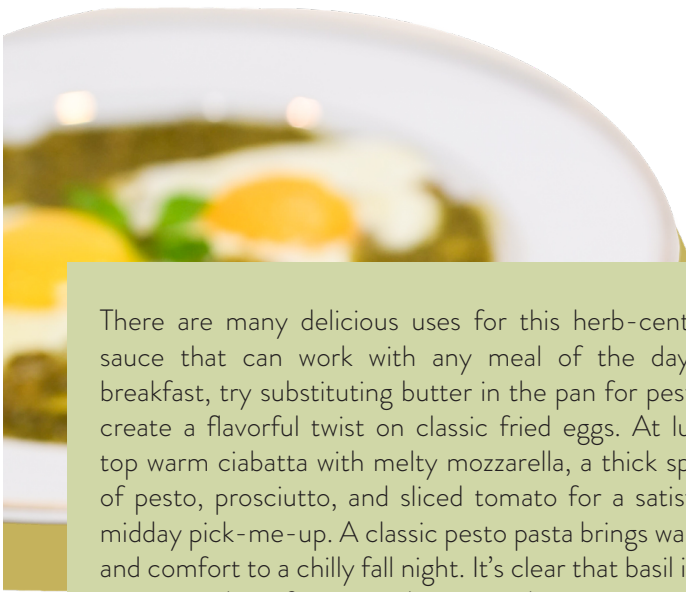 There are many delicious uses for this herb-cent
sauce that can work with any meal of the day
breakfast, try substituting butter in the pan for pes
create a flavorful twist on classic fried eggs. At lu
top warm ciabatta with melty mozzarella, a thick sp
of pesto, prosciutto, and sliced tomato for a satis
midday pick-me-up. A classic pesto pasta brings wa
and comfort to a chilly fall night. It’s clear that basil i